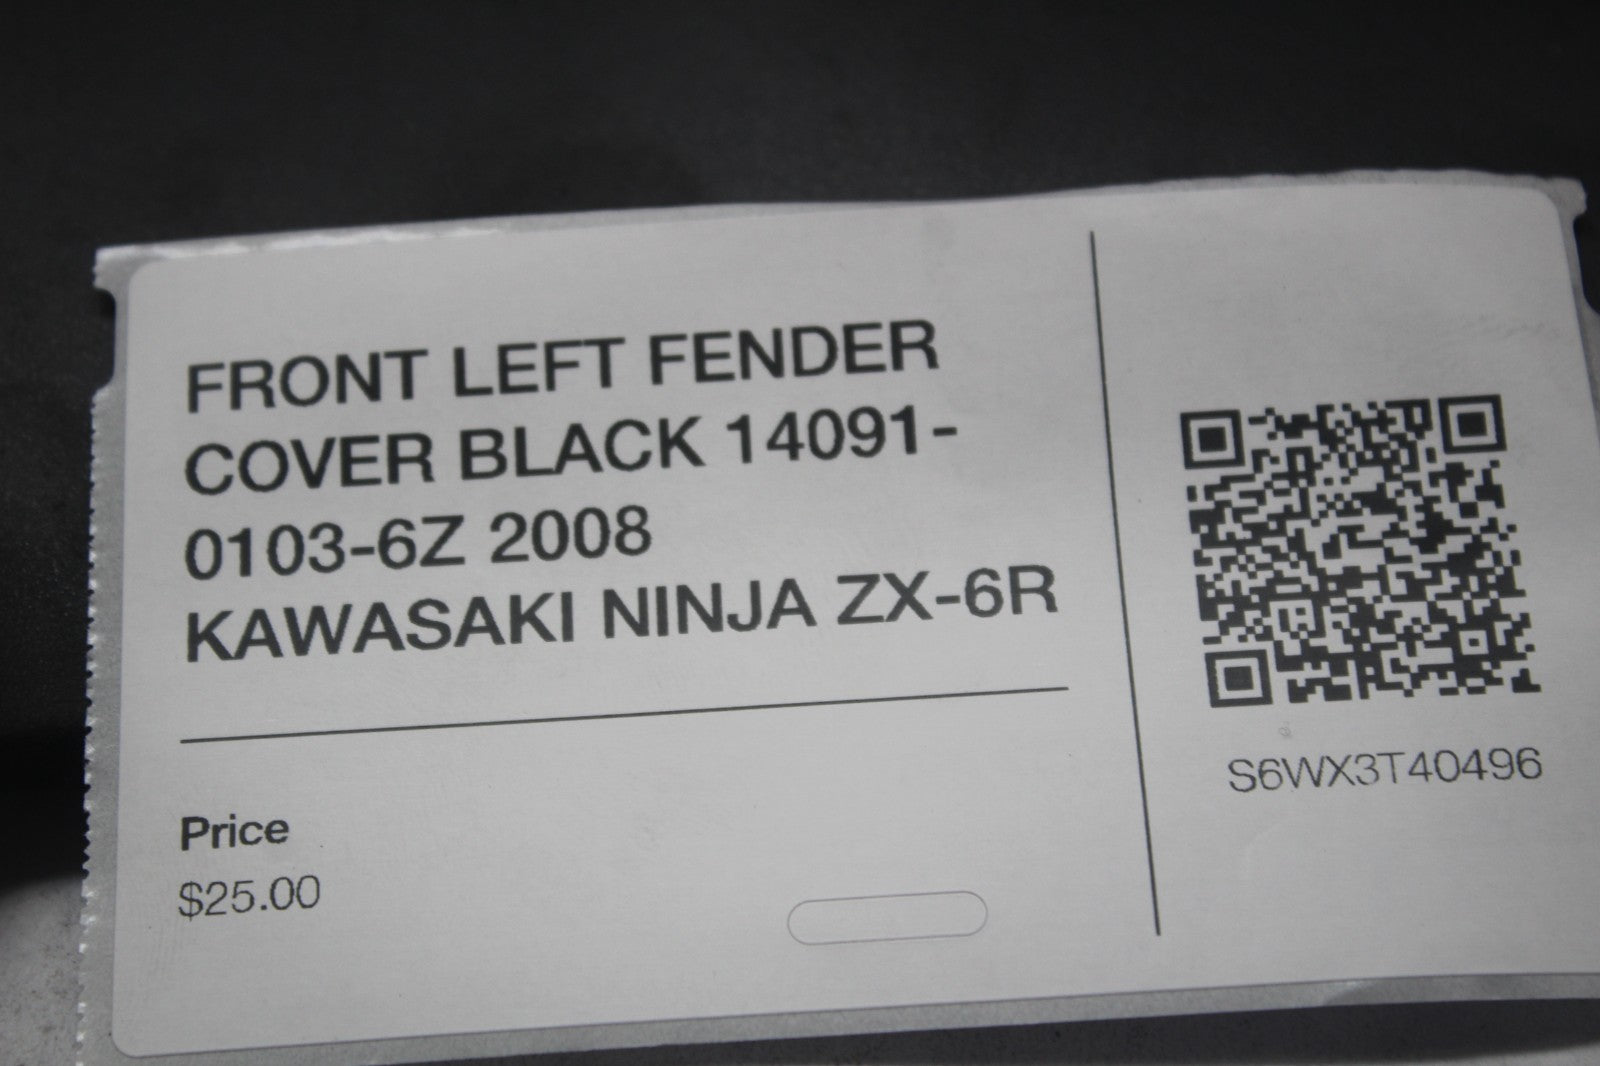 FRONT LEFT FENDER
COVER BLACK 14091-
0103-6Z 2008
KAWASAKI NINJA ZX-6R
Price
$25.00
S6WX3T40496